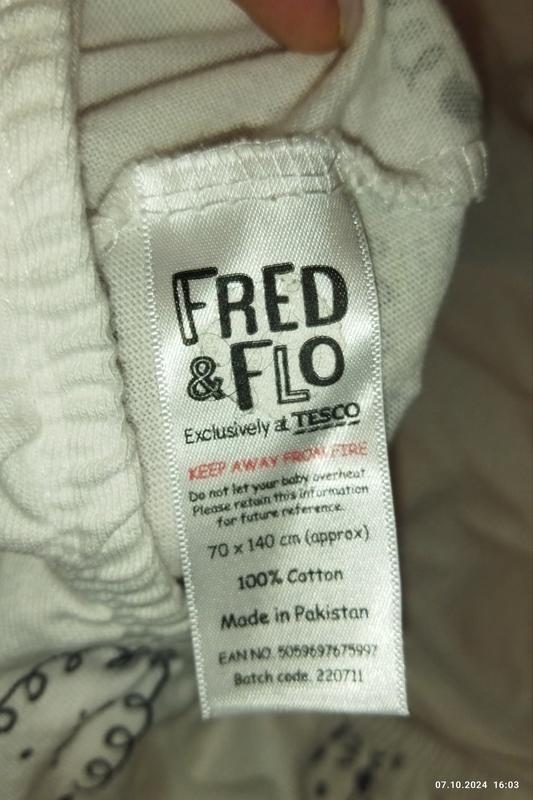 FRED
& FLO
Exclusively at TESCO
KEEP AWAY FROM FIRE
Do not let your baby overheat
Please retain this information
for future reference.
70 x 140 cm (approx)
100% Cotton
Made in Pakistan
EAN NO. 5059697675997
Batch code. 220711
07.10.2024 16:03